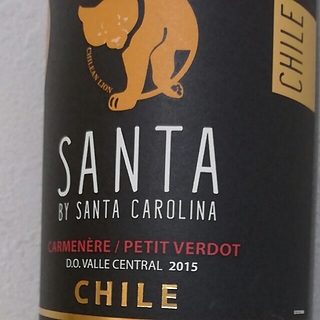 CHILEAN LION
CHILE
SANTA
BY SANTA CAROLINA
CARMENÈRE / PETIT VERDOT
D.O. VALLE CENTRAL 2015
CHILE